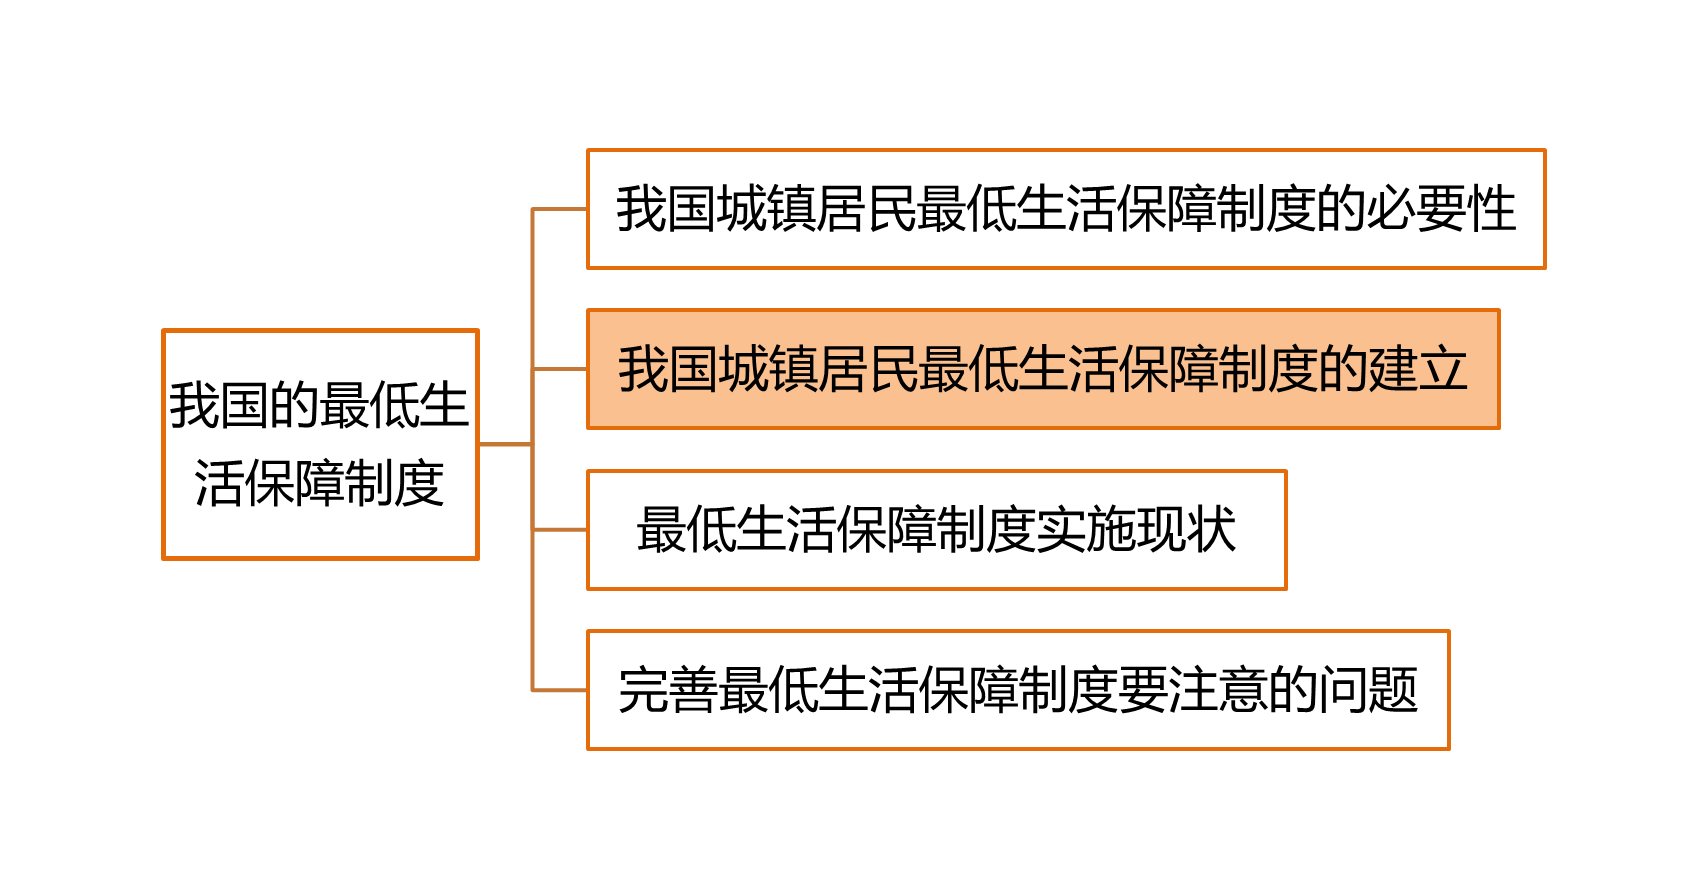 我国的最低生
活保障制度
我国城镇居民最低生活保障制度的必要性
我国城镇居民最低生活保障制度的建立
最低生活保障制度实施现状
完善最低生活保障制度要注意的问题